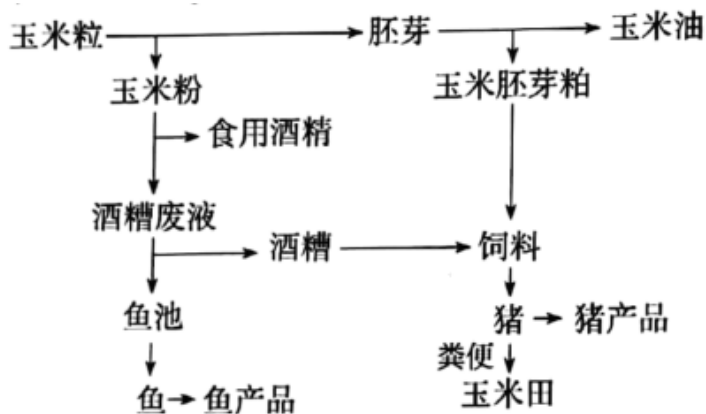 玉米粒 胚芽 玉米油
玉米粉 玉米胚芽粕
食用酒精
酒糟废液
酒糟 饲料
鱼池 猪 猪产品
粪便
鱼 鱼产品 玉米田